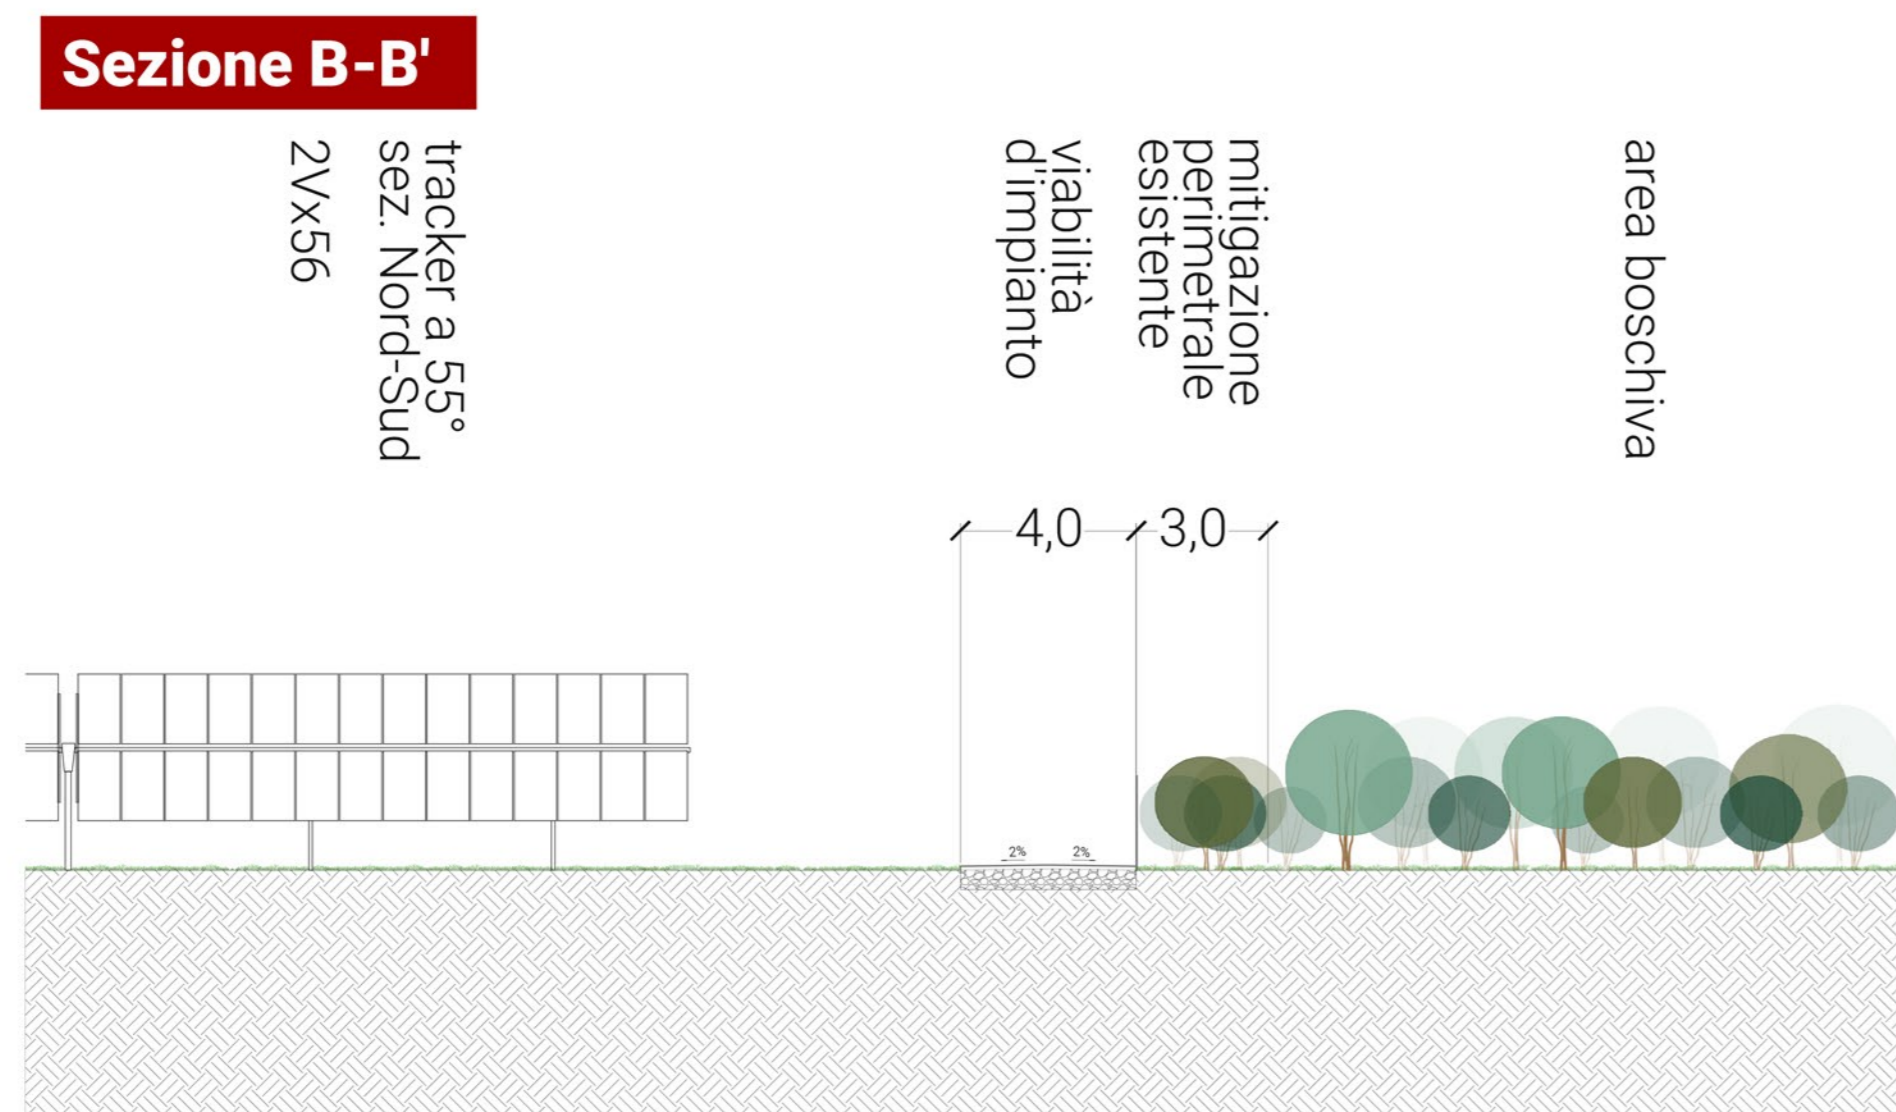 Sezione B-B'
2Vx56
tracker a 55°
sez. Nord-Sud
viabilità
d'impianto
mitigazione
perimetrale
esistente
area boschiva
4,0
3,0
2%
2%